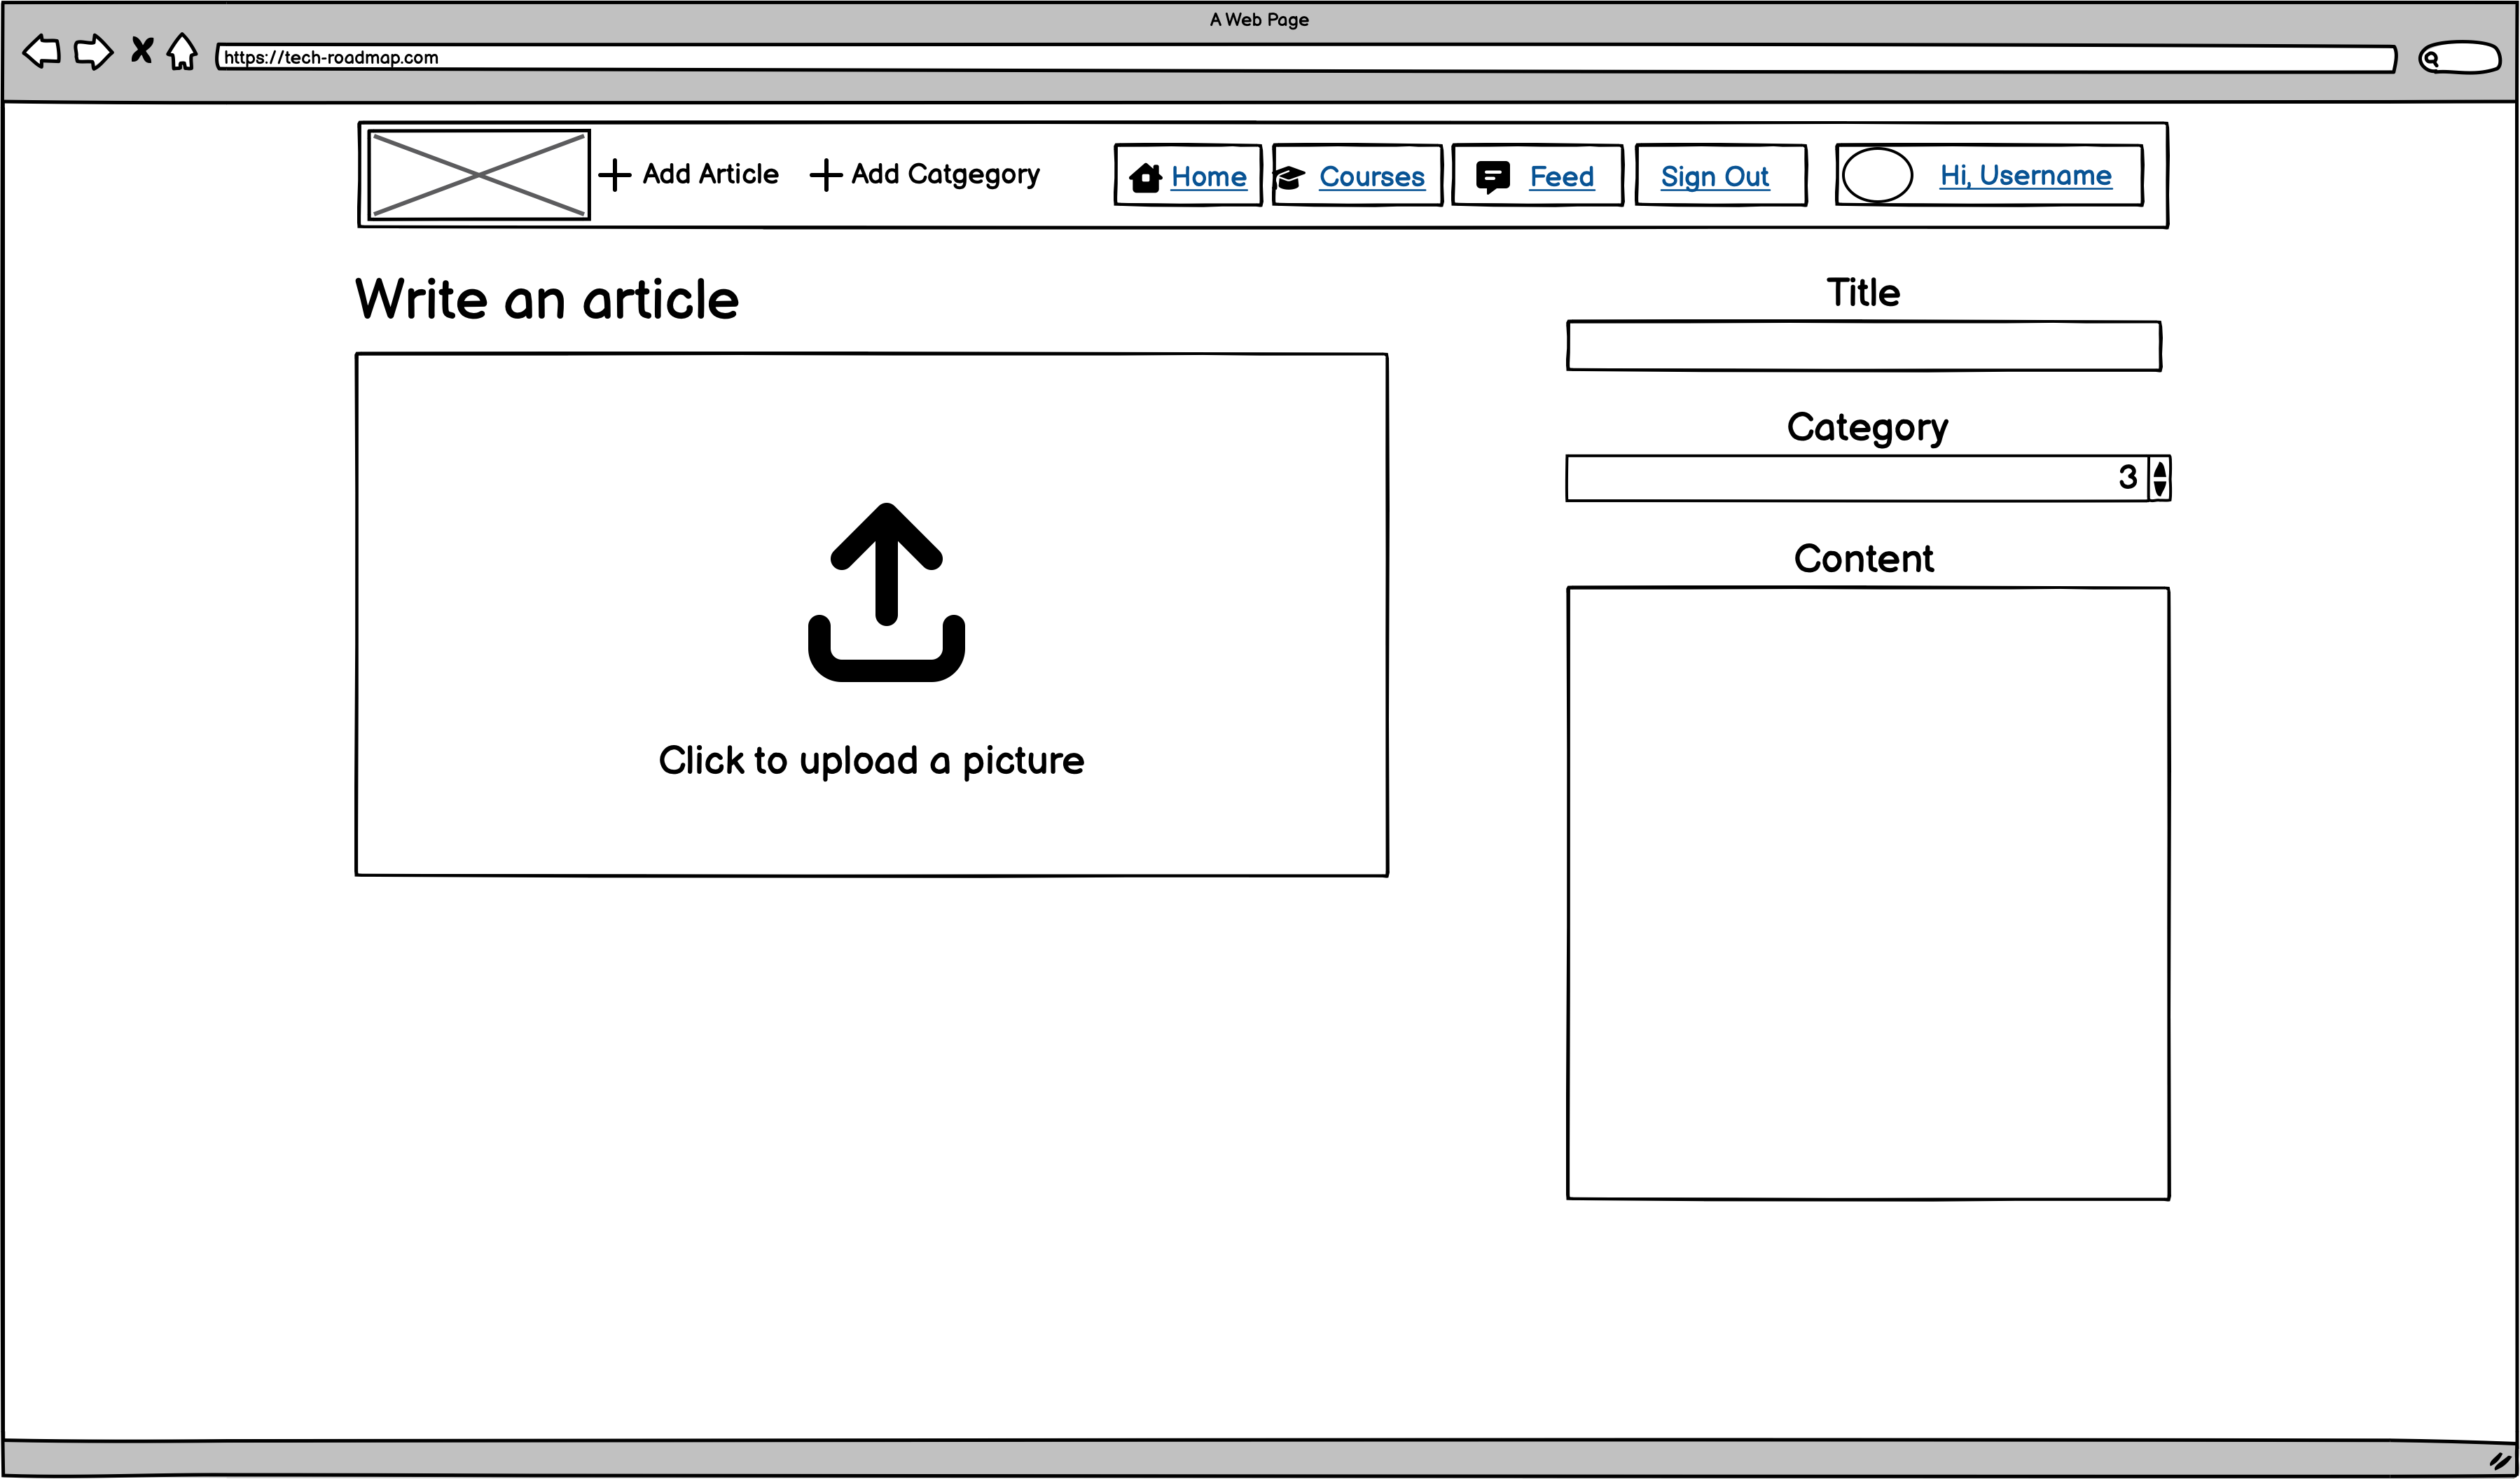 A Web Page
https://tech-roadmap.com
Add Article Add Catgegory Home Courses Feed Sign Out Hi, Username
Write an article
Title
Category
3
Content
Click to upload a picture